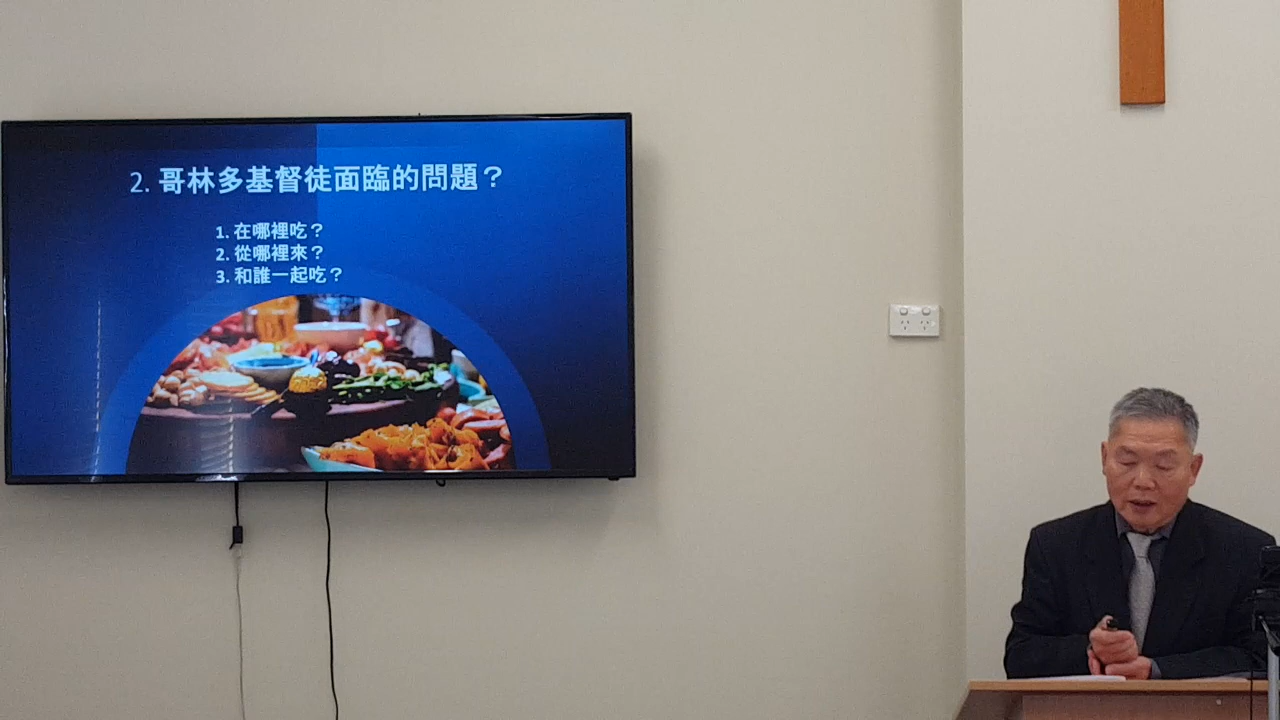 2. 哥林多基督徒面臨的問題？
1. 在哪裡吃？
2. 從哪裡來？
3. 和誰一起吃？